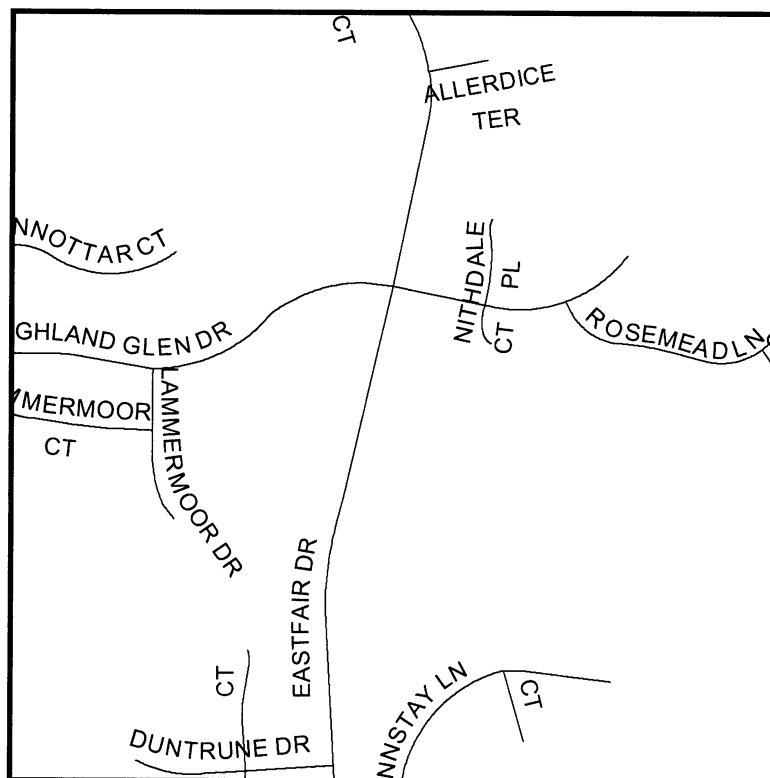 CT
ALLERDICE
TER
NNOTTAR CT
NITHDALE
PL
CT
GHLAND GLEN DR
ROSEMEAD LN
MMERMOOR
CT
LAMMERMOOR DR
EASTFAIR DR
CT
NNSTAY LN
CT
DUNTRUNE DR